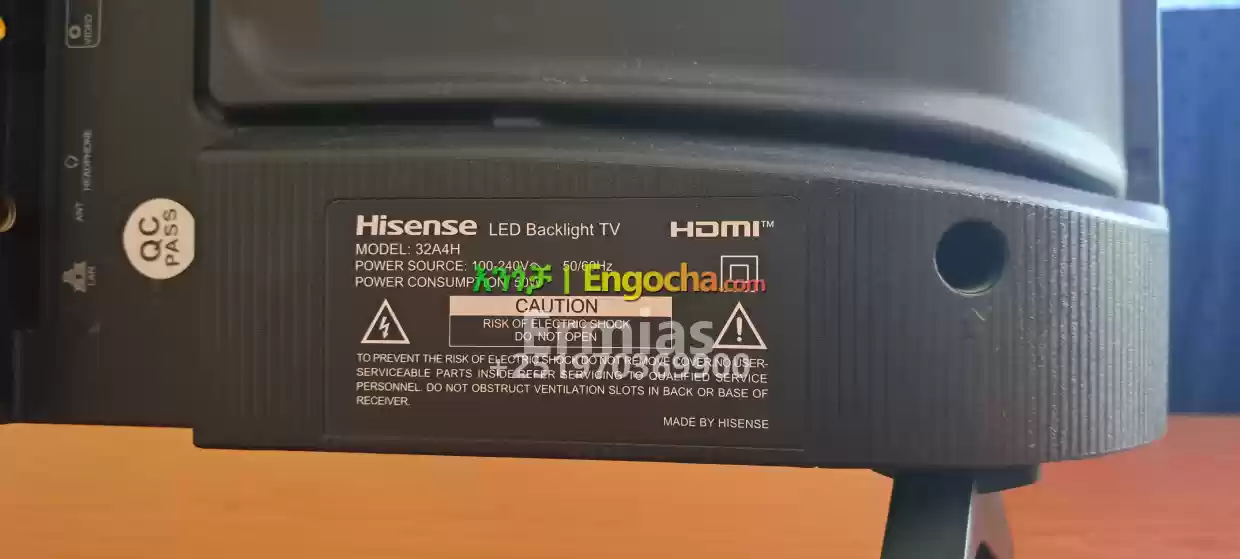 VIDEO
HEADPHONE
ANT
LAN
QC
PASS
Hisense LED Backlight TV HDMI™
MODEL: 32A4H
POWER SOURCE: 100-240V~ 50/60Hz
POWER CONSUMPTION: 50W
እንጎቻ | Engocha.com
CAUTION
RISK OF ELECTRIC SHOCK
DO NOT OPEN
Ermias
+251970369900
TO PREVENT THE RISK OF ELECTRIC SHOCK DO NOT REMOVE COVER. NO USER-
SERVICEABLE PARTS INSIDE. REFER SERVICING TO QUALIFIED SERVICE
PERSONNEL. DO NOT OBSTRUCT VENTILATION SLOTS IN BACK OR BASE OF
RECEIVER.
MADE BY HISENSE